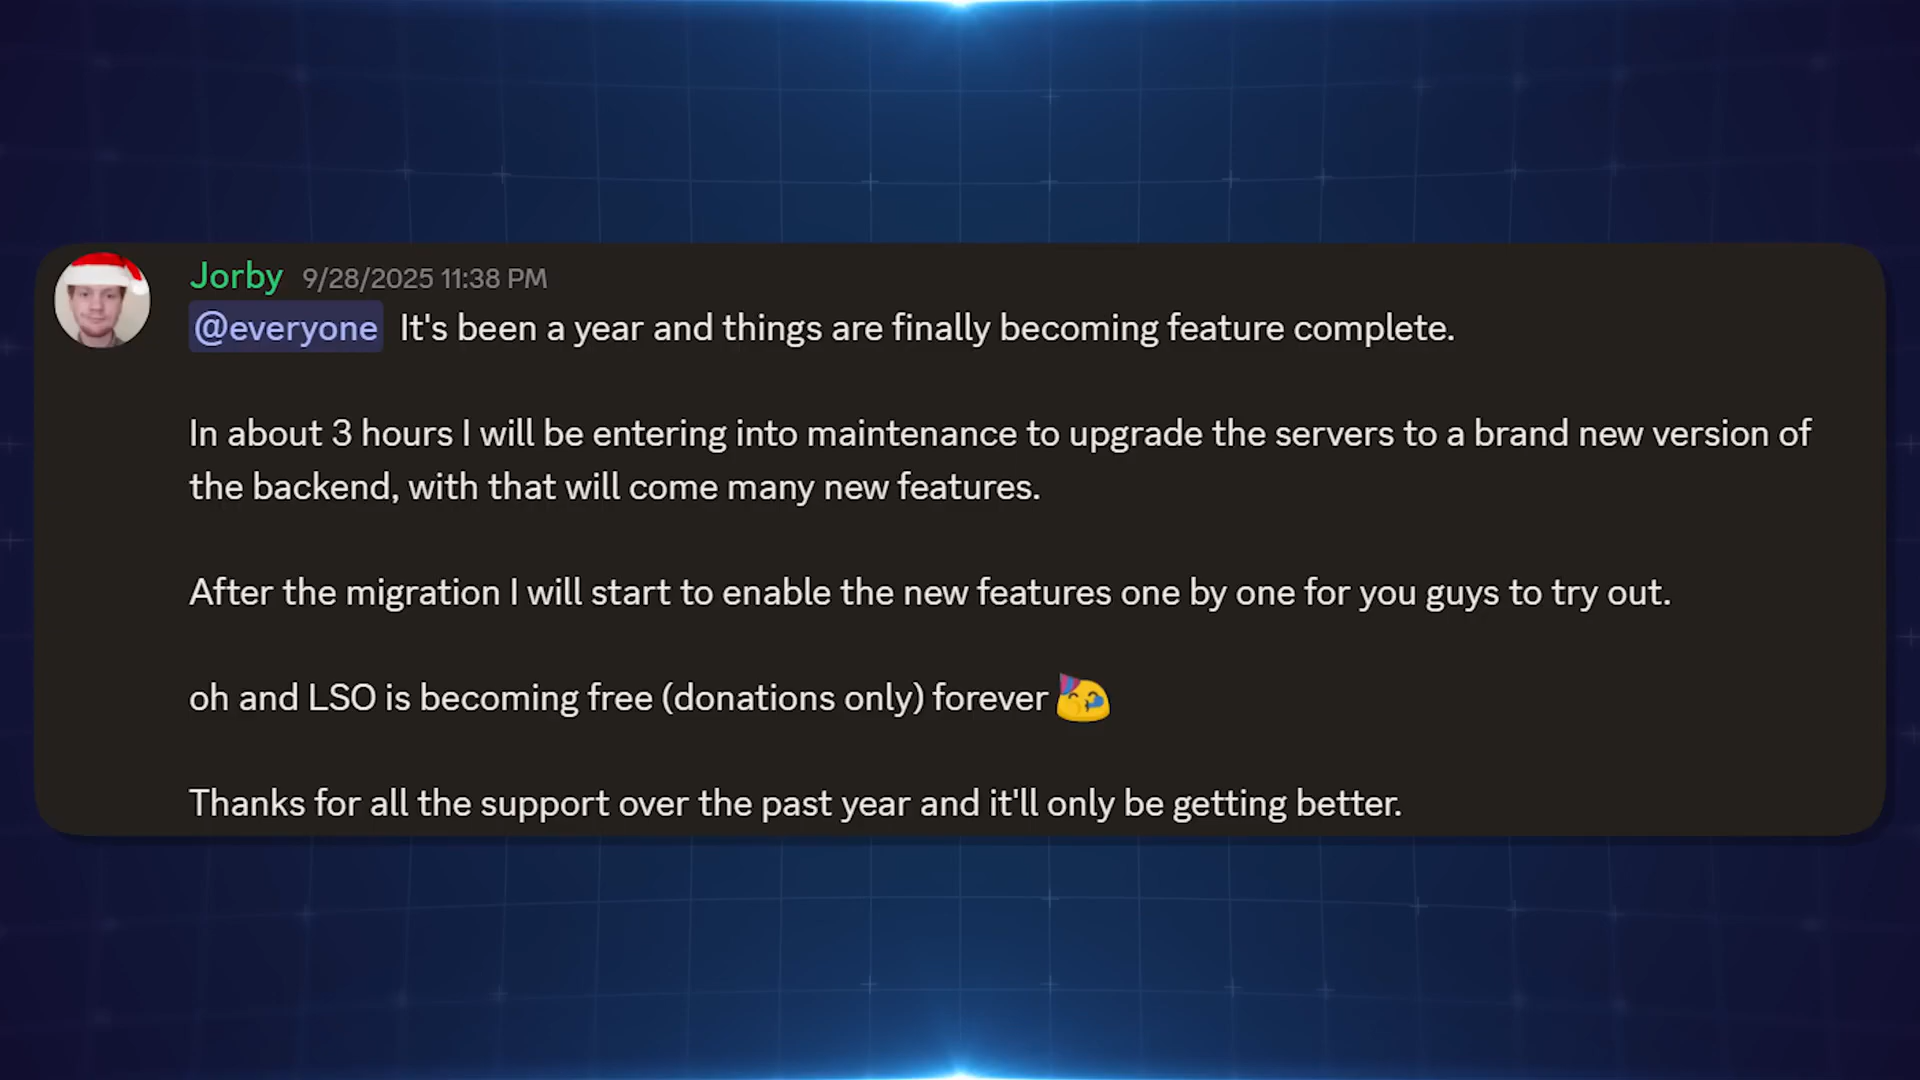 Jorby 9/28/2025 11:38 PM
@everyone It's been a year and things are finally becoming feature complete.
In about 3 hours I will be entering into maintenance to upgrade the servers to a brand new version of
the backend, with that will come many new features.
After the migration I will start to enable the new features one by one for you guys to try out.
oh and LSO is becoming free (donations only) forever 🥳
Thanks for all the support over the past year and it'll only be getting better.